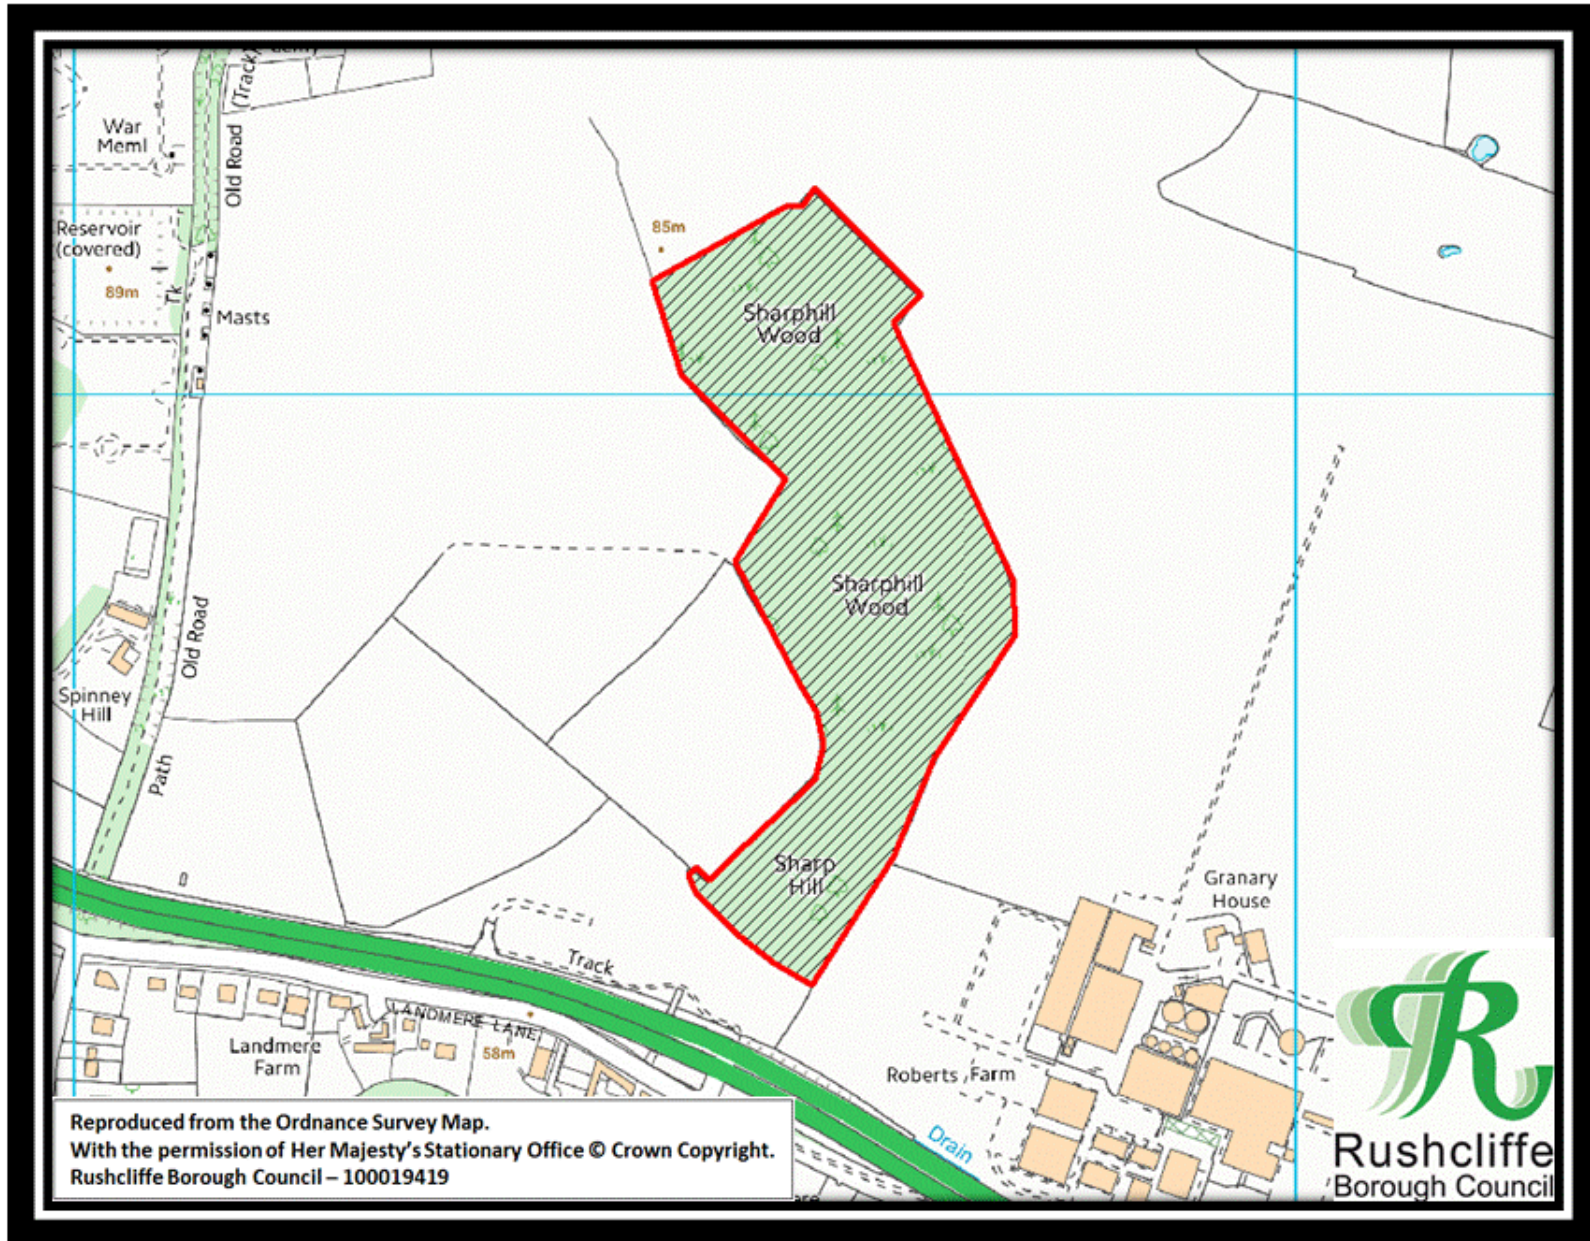 (Track)
Old Road
War
Meml
Reservoir
(covered)
89m
Tk
Masts
85m
Sharphill
Wood
Sharphill
Wood
Old Road
Spinney
Hill
Path
Sharp
Hill
Granary
House
Track
LANDMERE LANE
58m
Landmere
Farm
Roberts Farm
Drain
Reproduced from the Ordnance Survey Map.
With the permission of Her Majesty's Stationary Office © Crown Copyright.
Rushcliffe Borough Council – 100019419
Rushcliffe
Borough Council